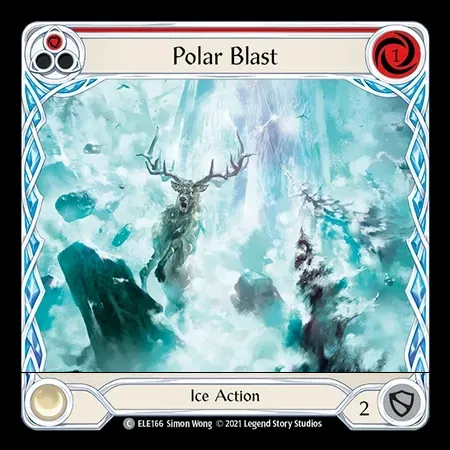 Polar Blast
1
Ice Action
2
C ELE166 Simon Wong © 2021 Legend Story Studios